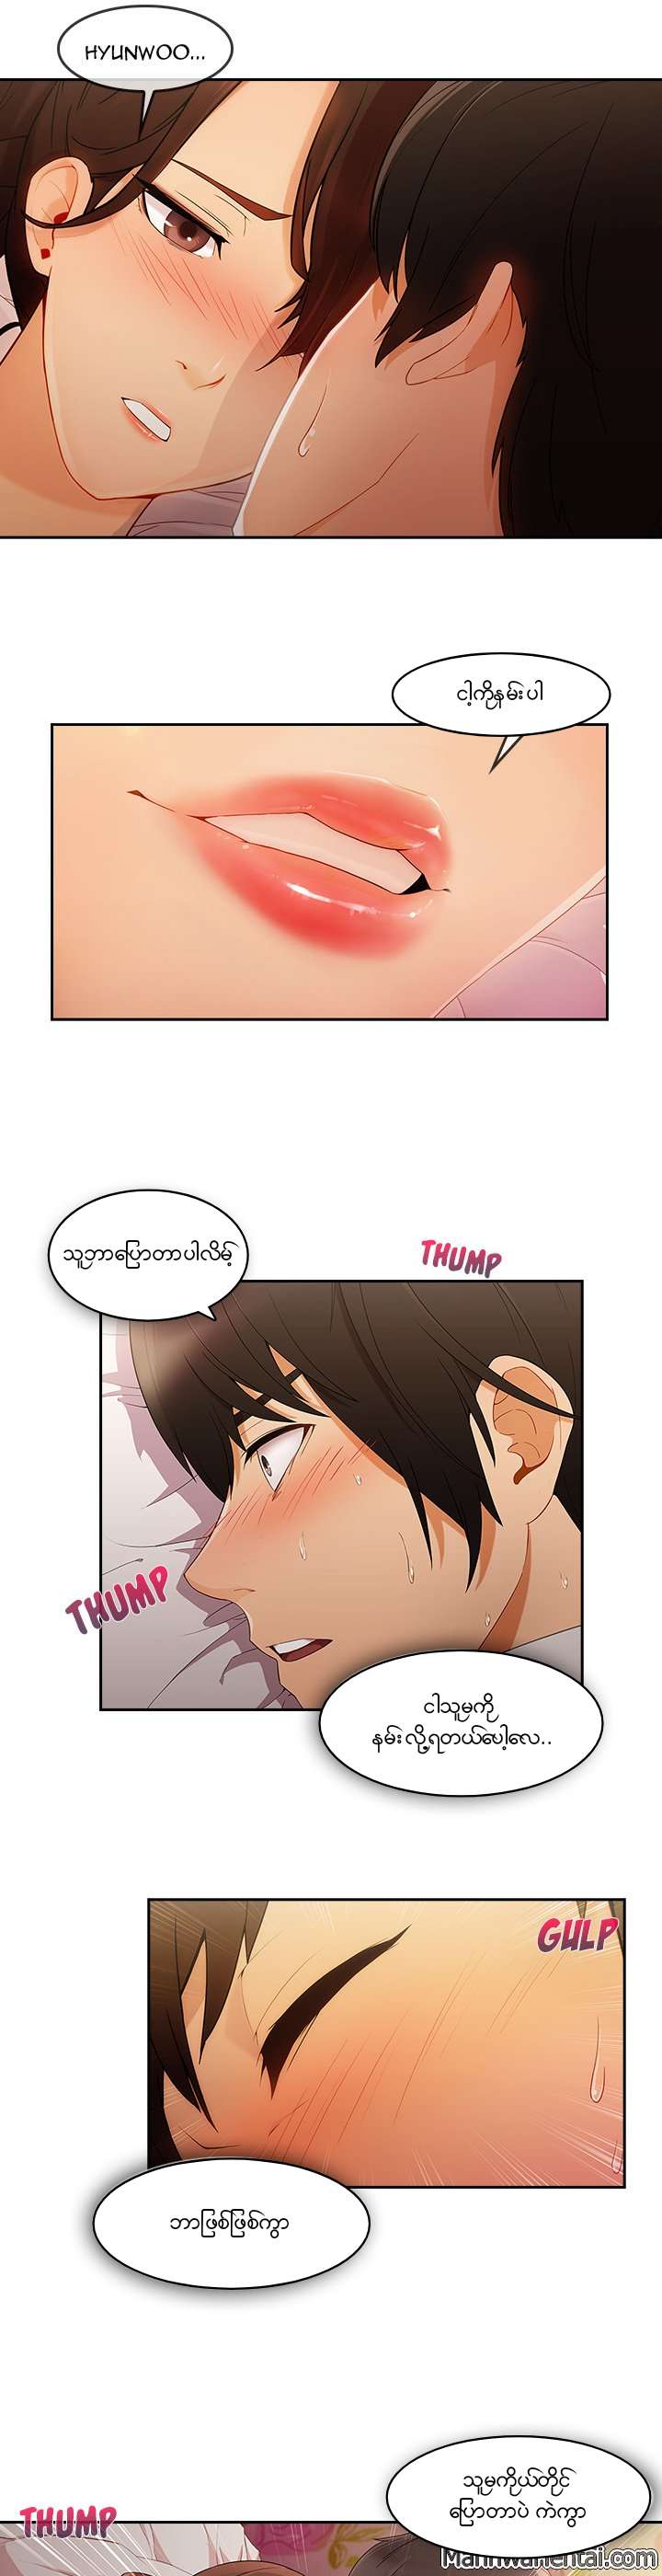 HYUNWOO...
ငါ့ကိုနမ်းပါ
သူဘာပြောတာပါလိမ့်
THUMP
THUMP
ငါသူမကို
နမ်းလို့ရတယ်ပေါ့လေ..
GULP
ဘာဖြစ်ဖြစ်ကွာ
သူမကိုယ်တိုင်
ပြောတာပဲ ကဲကွာ
THUMP
Manhwahentai.com